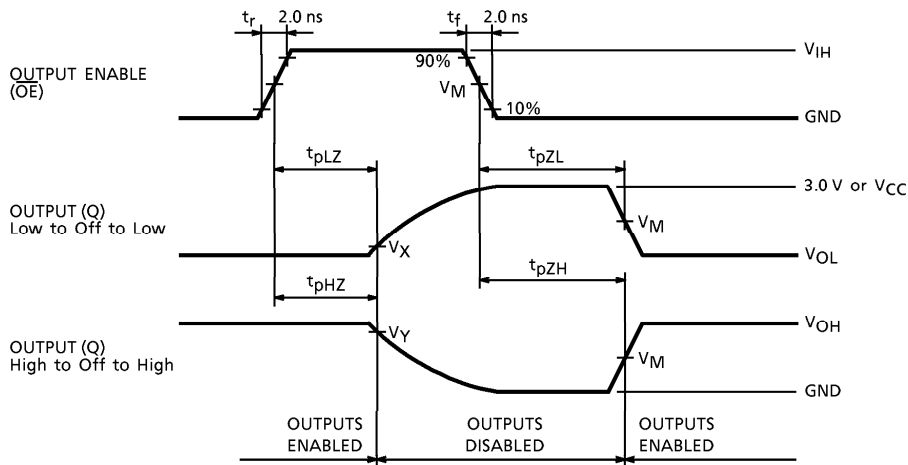 tr 2.0 ns tf 2.0 ns
VIH
90%
OUTPUT ENABLE
(OE)
VM
10%
GND
tpLZ tpZL
3.0 V or VCC
OUTPUT (Q)
Low to Off to Low
VM
VX
VOL
tpHZ tpZH
VOH
VY
OUTPUT (Q)
High to Off to High
VM
GND
OUTPUTS
ENABLED
OUTPUTS
DISABLED
OUTPUTS
ENABLED